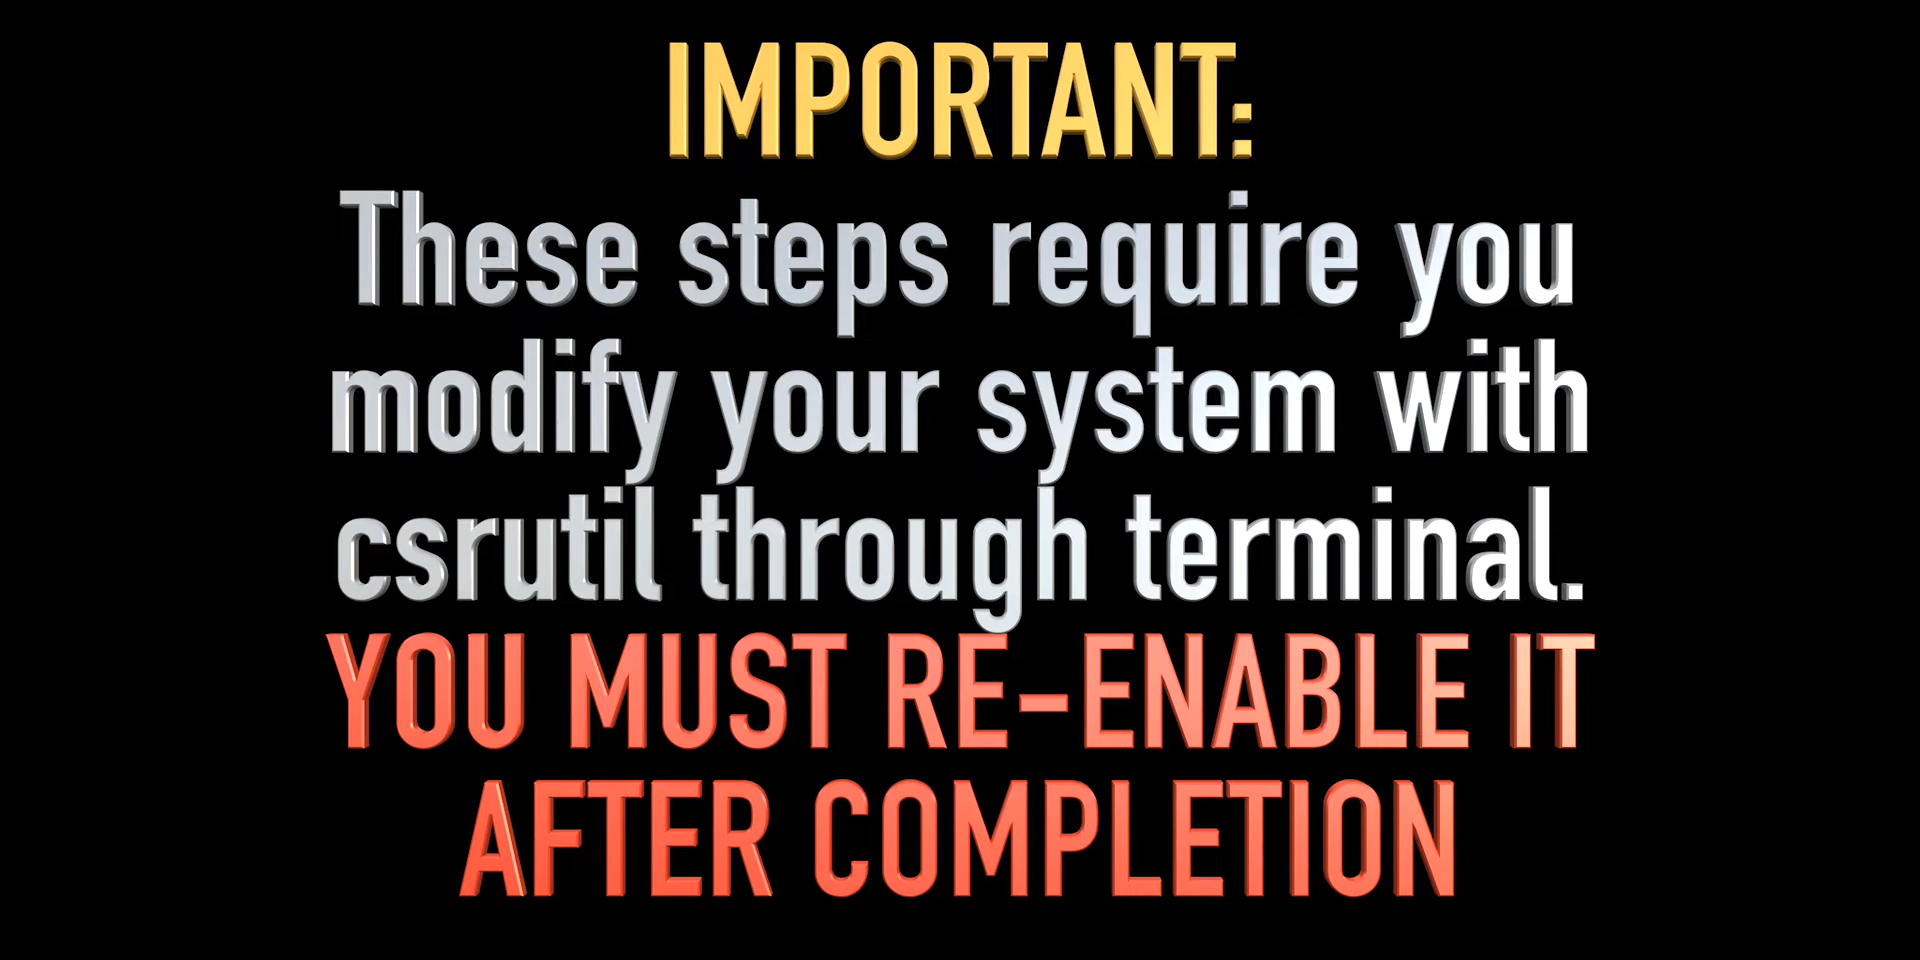 IMPORTANT:
These steps require you
modify your system with
csrutil through terminal.
YOU MUST RE-ENABLE IT
AFTER COMPLETION